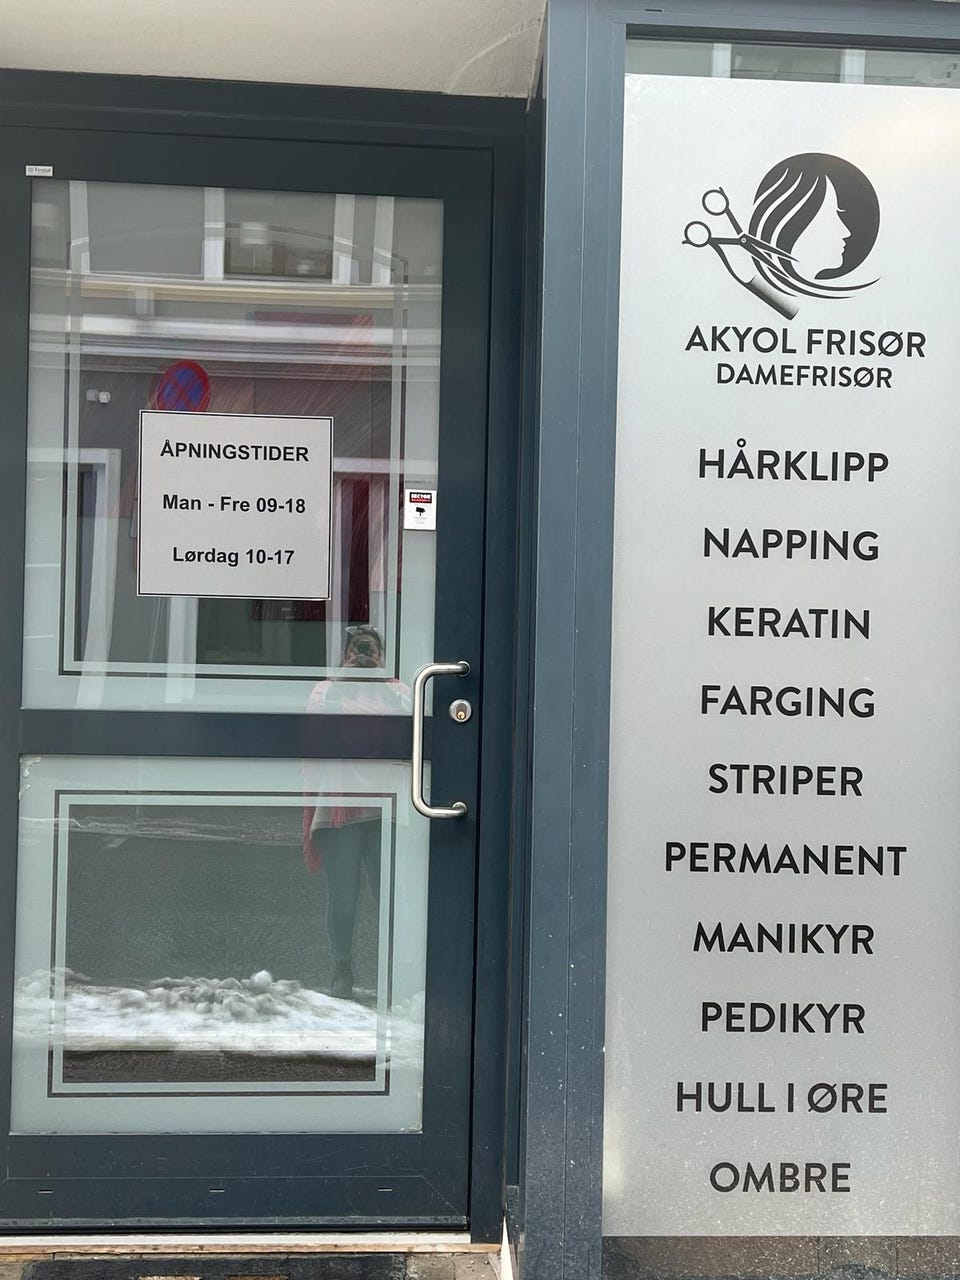 ÅPNINGSTIDER
Man - Fre 09-18
Lørdag 10-17
SECTOR
AKYOL FRISØR
DAMEFRISØR
HÅRKLIPP
NAPPING
KERATIN
FARGING
STRIPER
PERMANENT
MANIKYR
PEDIKYR
HULL I ØRE
OMBRE